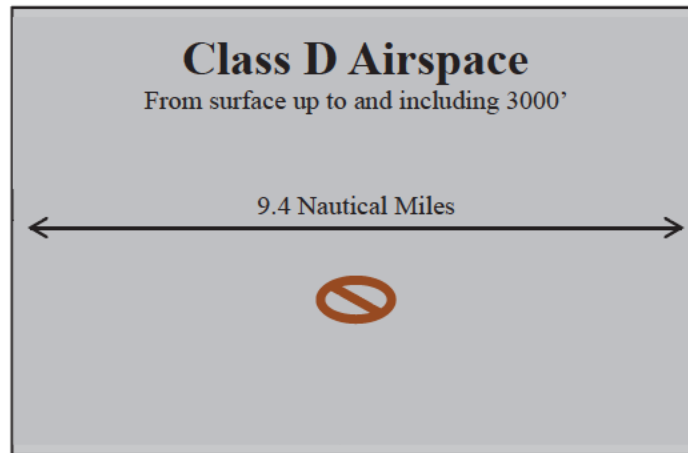 Class D Airspace
From surface up to and including 3000’
9.4 Nautical Miles